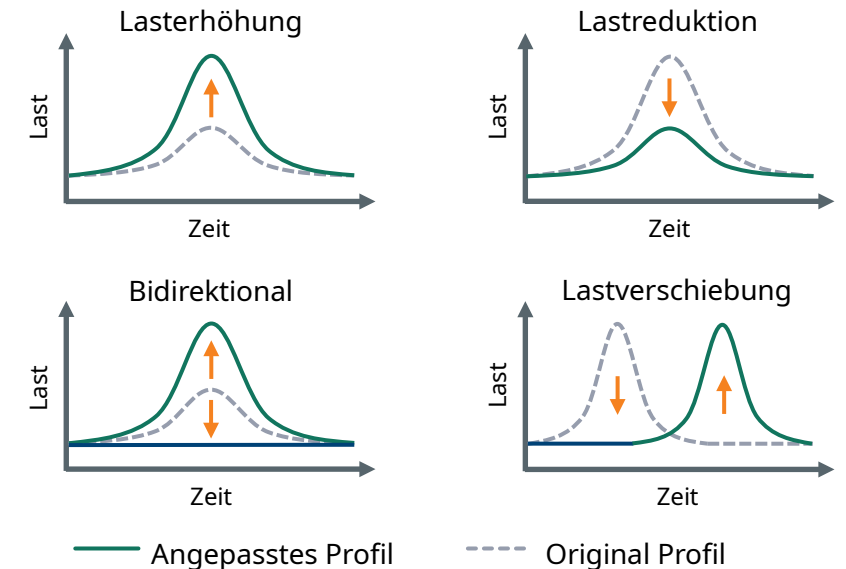 Lasterhöhung
Lastreduktion
Last
Last
Zeit
Zeit
Bidirektional
Lastverschiebung
Last
Last
Zeit
Zeit
Angepasstes Profil
Original Profil